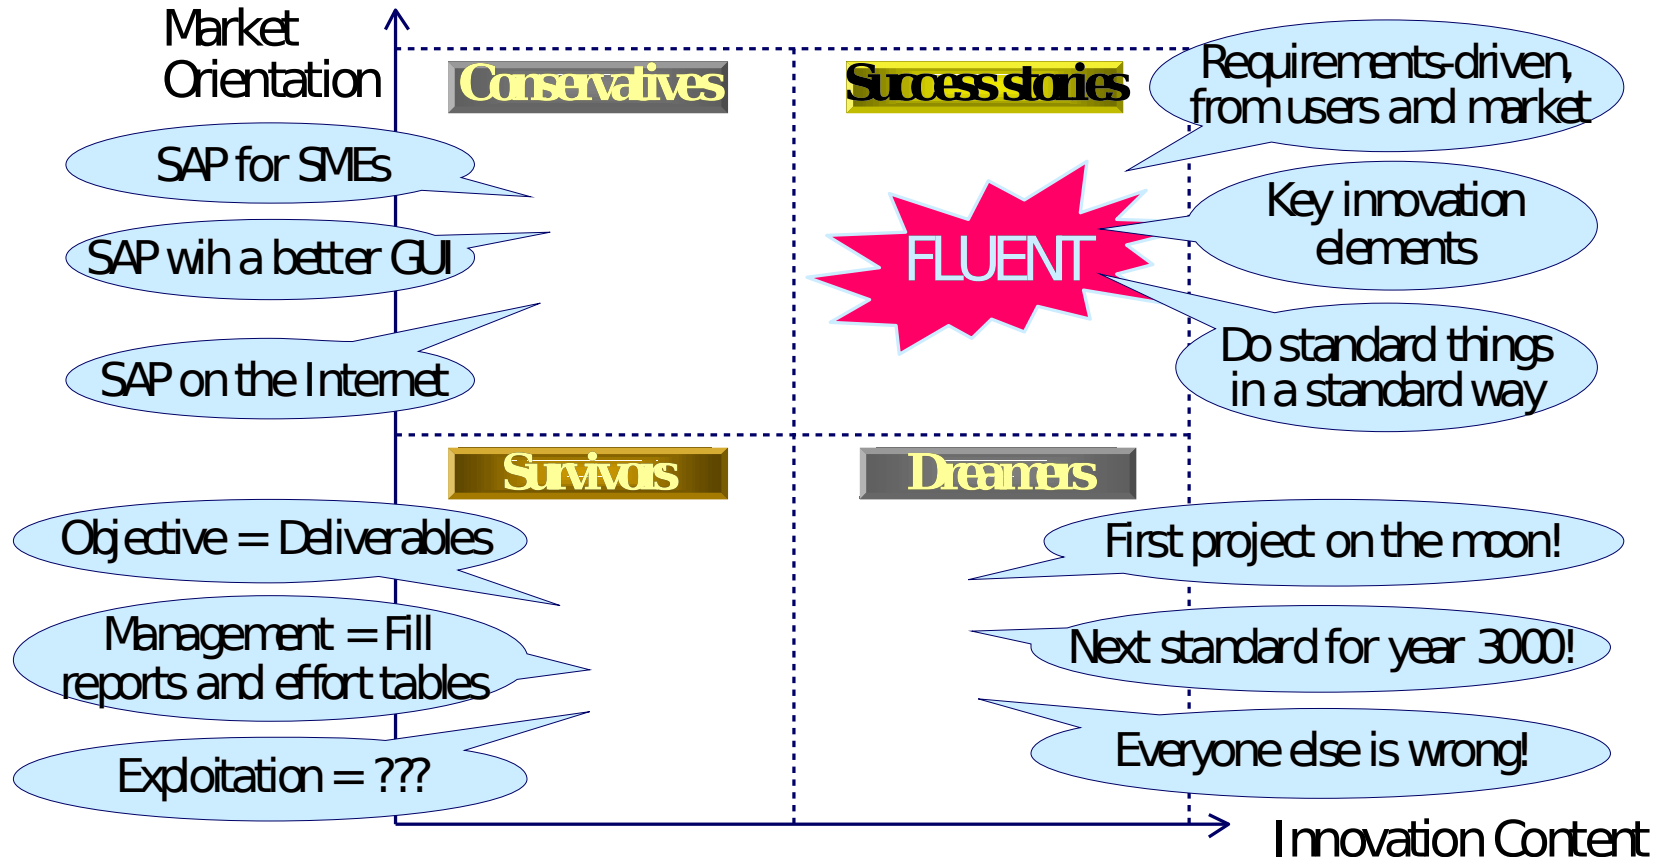 Market
Orientation
Conservatives
Success stories
Requirements-driven,
from users and market
SAP for SMEs
Key innovation
elements
SAP wih a better GUI
FLUENT
Do standard things
in a standard way
SAP on the Internet
Survivors
Dreamers
Objective = Deliverables
First project on the moon!
Management = Fill
reports and effort tables
Next standard for year 3000!
Exploitation = ???
Everyone else is wrong!
Innovation Content